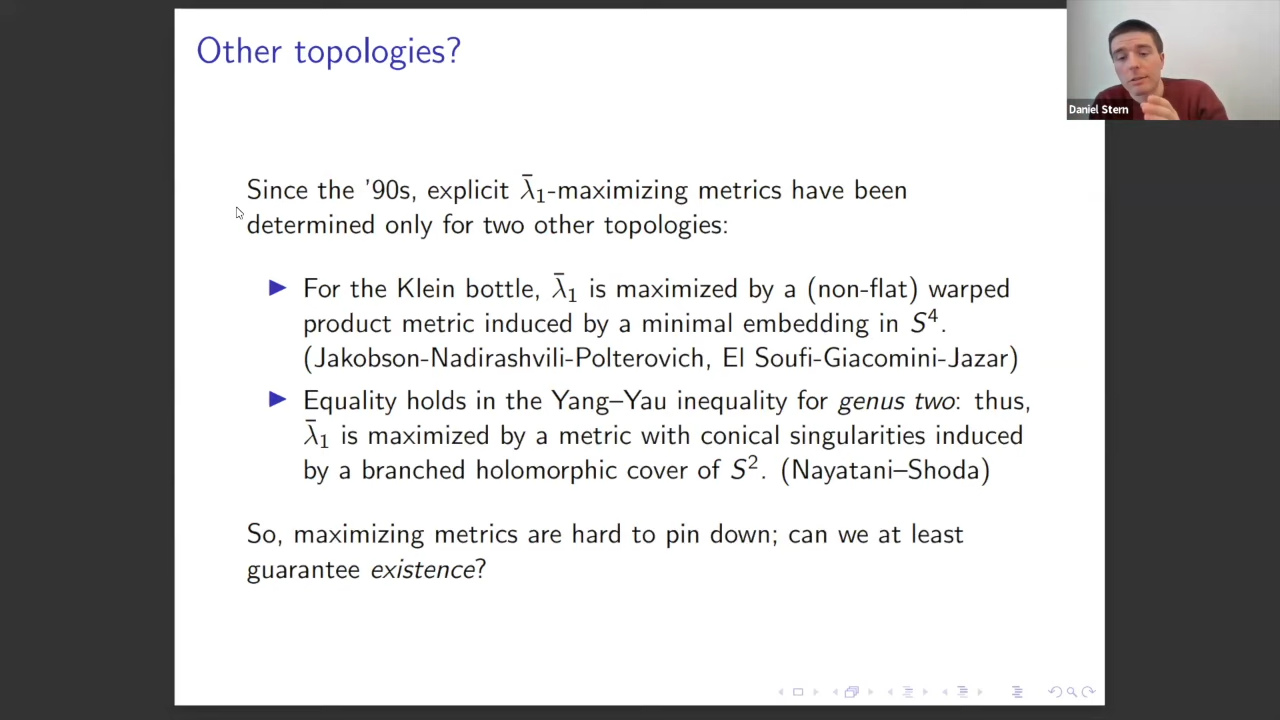 Other topologies?
Daniel Stern
Since the '90s, explicit λ̄₁-maximizing metrics have been
determined only for two other topologies:
▶ For the Klein bottle, λ̄₁ is maximized by a (non-flat) warped
product metric induced by a minimal embedding in S⁴.
(Jakobson-Nadirashvili-Polterovich, El Soufi-Giacomini-Jazar)
▶ Equality holds in the Yang–Yau inequality for genus two: thus,
λ̄₁ is maximized by a metric with conical singularities induced
by a branched holomorphic cover of S². (Nayatani–Shoda)
So, maximizing metrics are hard to pin down; can we at least
guarantee existence?